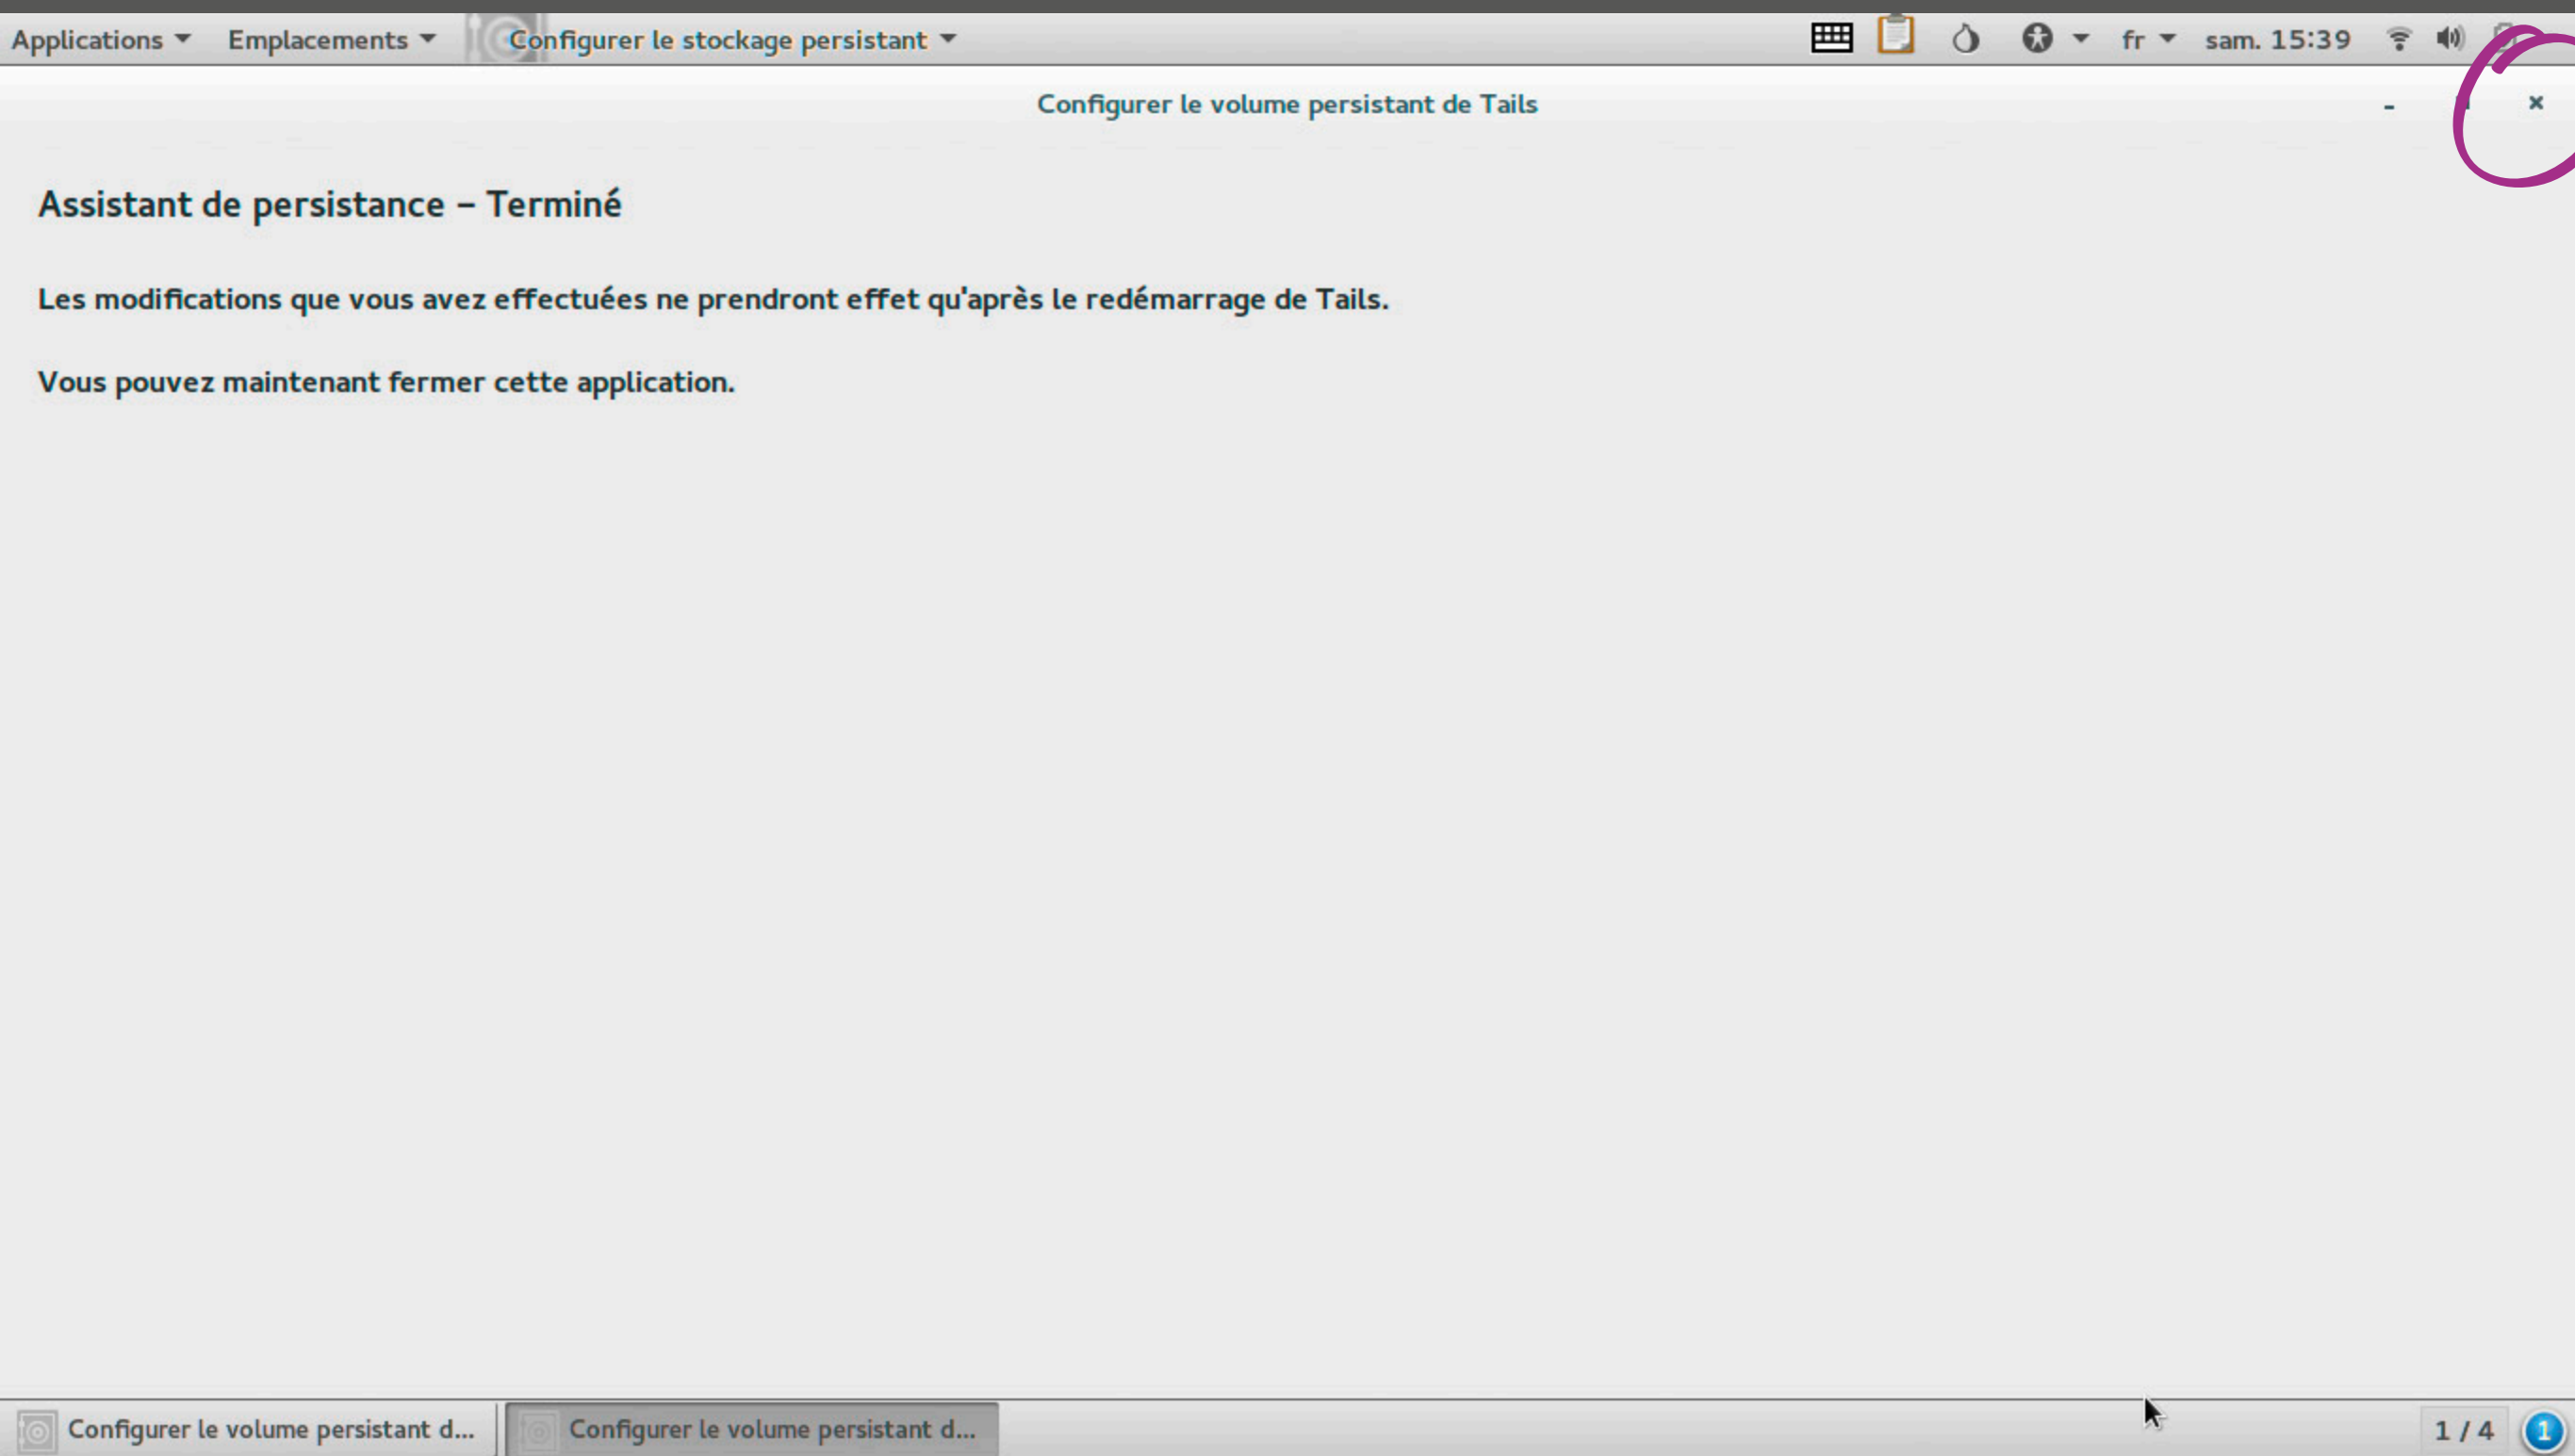 Applications Emplacements Configurer le stockage persistant fr sam. 15:39
Configurer le volume persistant de Tails
Assistant de persistance – Terminé
Les modifications que vous avez effectuées ne prendront effet qu'après le redémarrage de Tails.
Vous pouvez maintenant fermer cette application.
Configurer le volume persistant d... Configurer le volume persistant d... 1 / 4 1